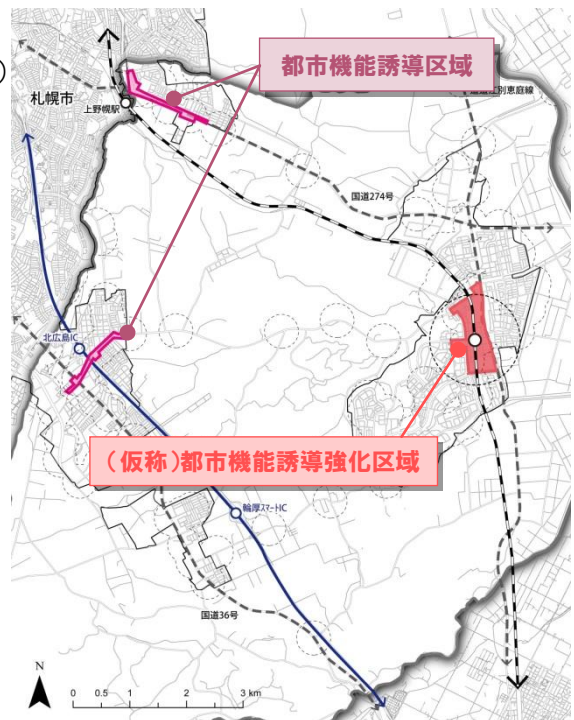 都市機能誘導区域
札幌市
上野幌駅
国道274号
北広島IC
（仮称）都市機能誘導強化区域
輪厚スマートIC
国道36号
N
0 0.5 1 2 3 km